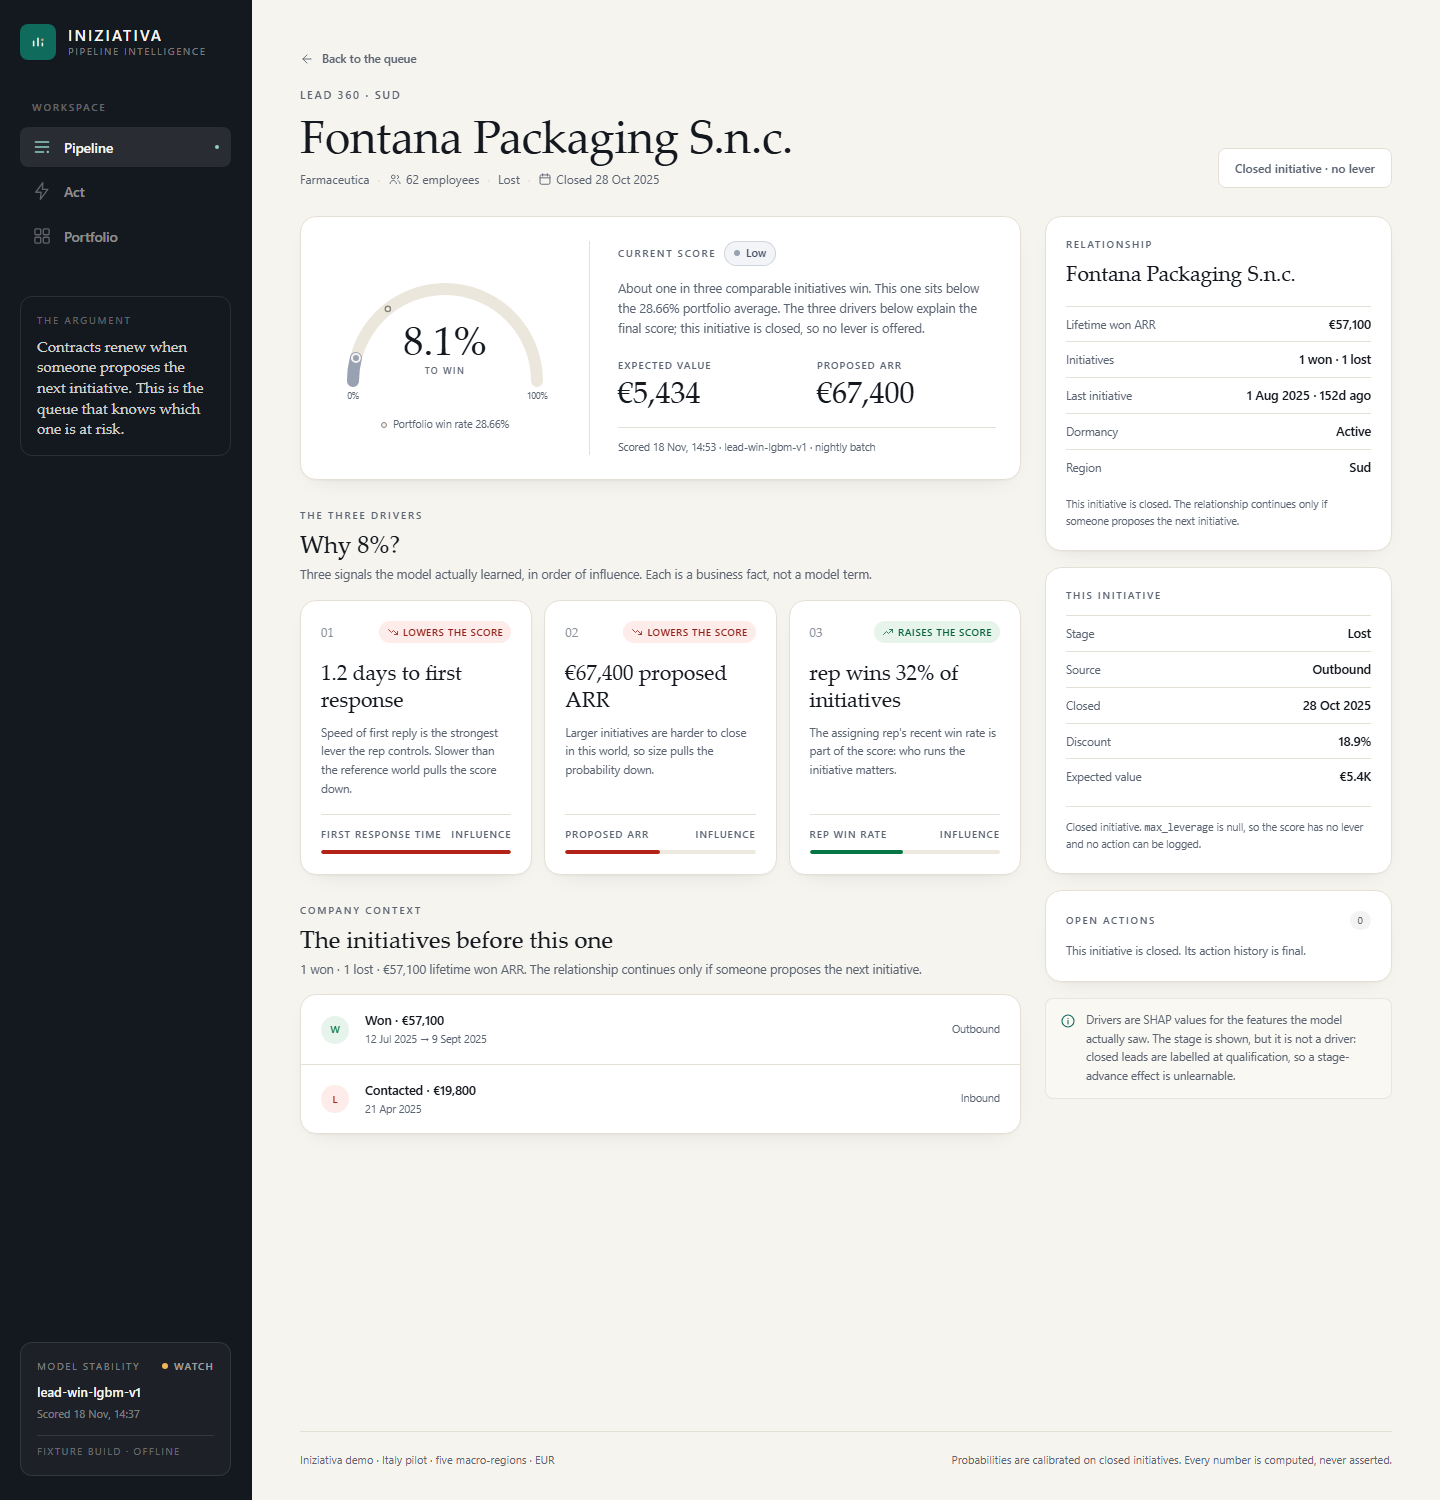 INIZIATIVA
PIPELINE INTELLIGENCE
WORKSPACE
Pipeline
Act
Portfolio
THE ARGUMENT
Contracts renew when
someone proposes the
next initiative. This is the
queue that knows which
one is at risk.
MODEL STABILITY WATCH
lead-win-lgbm-v1
Scored 18 Nov, 14:37
FIXTURE BUILD · OFFLINE
Back to the queue
LEAD 360 · SUD
Fontana Packaging S.n.c.
Farmaceutica · 62 employees · Lost · Closed 28 Oct 2025
Closed initiative · no lever
8.1%
TO WIN
0% 100%
Portfolio win rate 28.66%
CURRENT SCORE Low
About one in three comparable initiatives win. This one sits below
the 28.66% portfolio average. The three drivers below explain the
final score; this initiative is closed, so no lever is offered.
EXPECTED VALUE PROPOSED ARR
€5,434 €67,400
Scored 18 Nov, 14:53 · lead-win-lgbm-v1 · nightly batch
THE THREE DRIVERS
Why 8%?
Three signals the model actually learned, in order of influence. Each is a business fact, not a model term.
01 LOWERS THE SCORE
1.2 days to first
response
Speed of first reply is the strongest
lever the rep controls. Slower than
the reference world pulls the score
down.
FIRST RESPONSE TIME INFLUENCE
02 LOWERS THE SCORE
€67,400 proposed
ARR
Larger initiatives are harder to close
in this world, so size pulls the
probability down.
PROPOSED ARR INFLUENCE
03 RAISES THE SCORE
rep wins 32% of
initiatives
The assigning rep's recent win rate is
part of the score: who runs the
initiative matters.
REP WIN RATE INFLUENCE
COMPANY CONTEXT
The initiatives before this one
1 won · 1 lost · €57,100 lifetime won ARR. The relationship continues only if someone proposes the next initiative.
W
Won · €57,100
12 Jul 2025 → 9 Sept 2025
Outbound
L
Contacted · €19,800
21 Apr 2025
Inbound
RELATIONSHIP
Fontana Packaging S.n.c.
Lifetime won ARR €57,100
Initiatives 1 won · 1 lost
Last initiative 1 Aug 2025 · 152d ago
Dormancy Active
Region Sud
This initiative is closed. The relationship continues only if
someone proposes the next initiative.
THIS INITIATIVE
Stage Lost
Source Outbound
Closed 28 Oct 2025
Discount 18.9%
Expected value €5.4K
Closed initiative. max_leverage is null, so the score has no lever
and no action can be logged.
OPEN ACTIONS 0
This initiative is closed. Its action history is final.
Drivers are SHAP values for the features the model
actually saw. The stage is shown, but it is not a driver:
closed leads are labelled at qualification, so a stage-
advance effect is unlearnable.
Iniziativa demo · Italy pilot · five macro-regions · EUR
Probabilities are calibrated on closed initiatives. Every number is computed, never asserted.